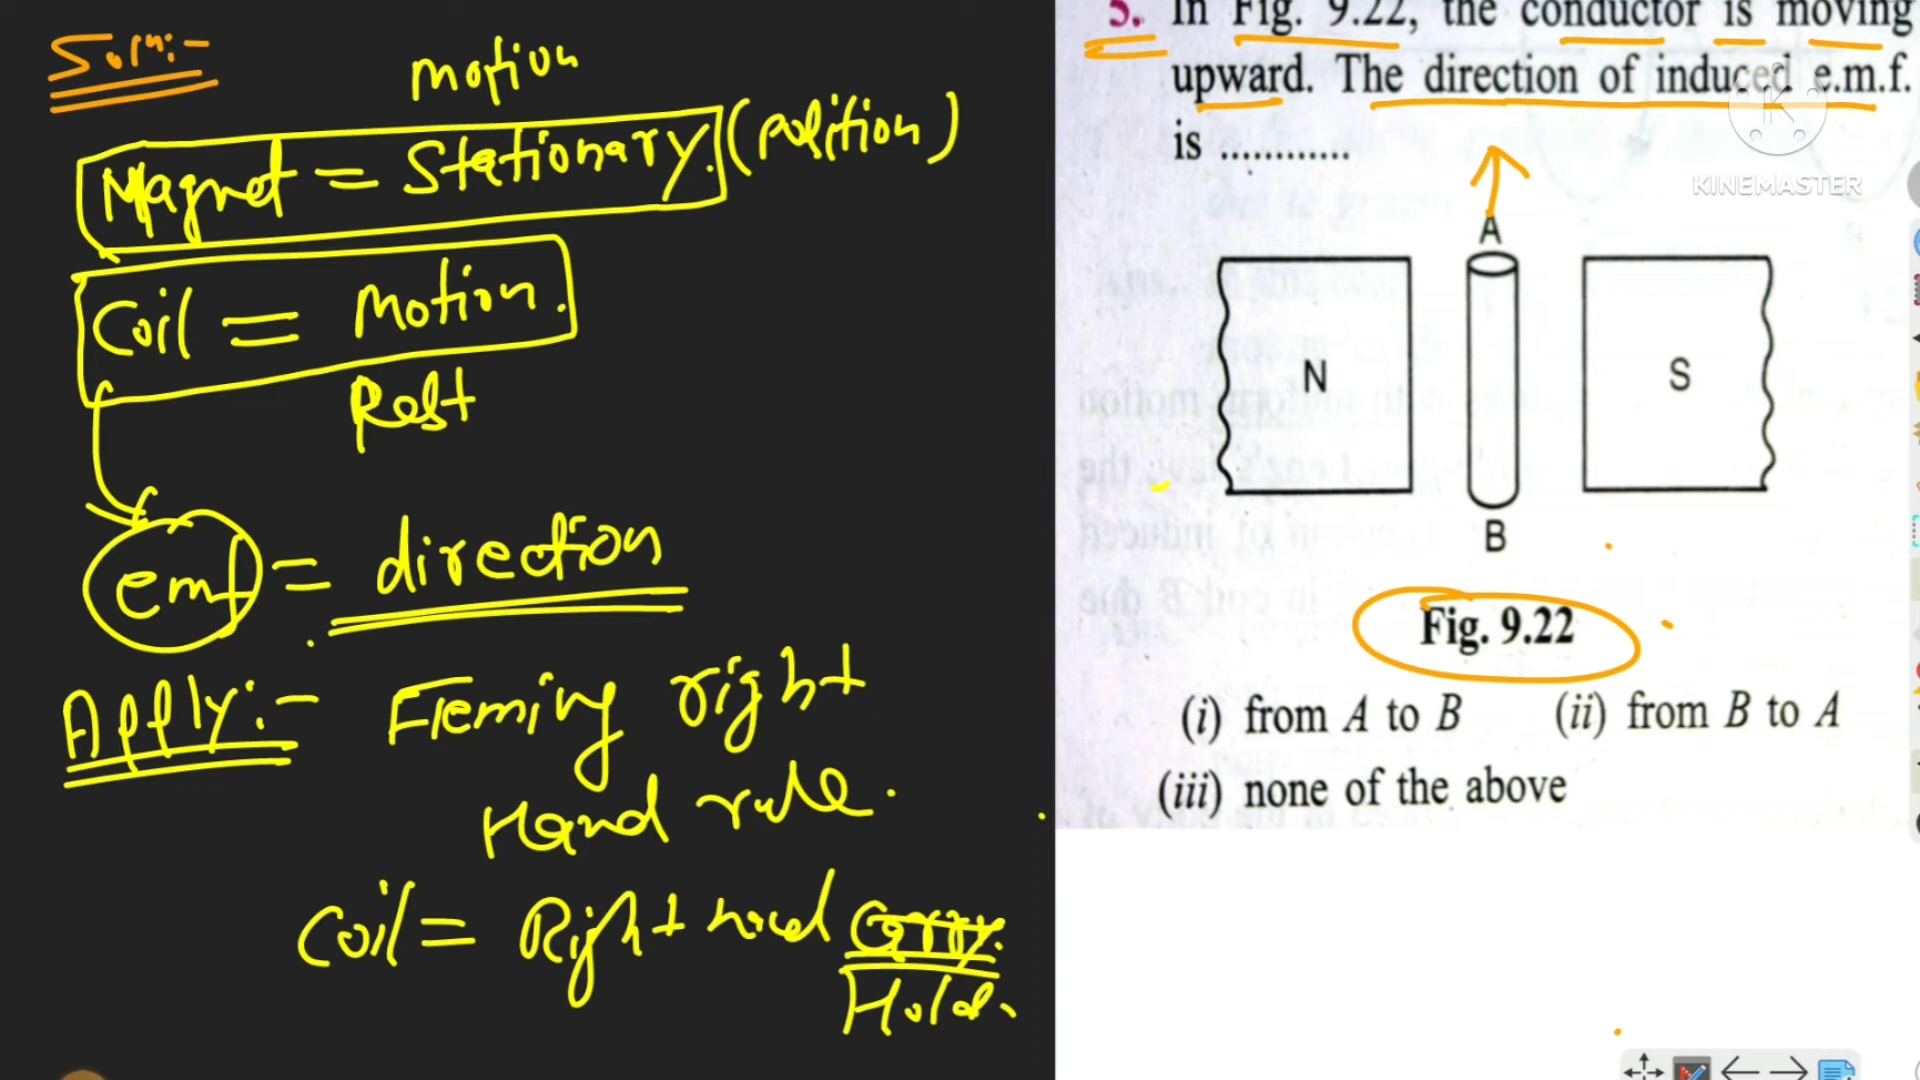 Soln:-
motion
Magnet = Stationary. (position)
Coil = Motion.
Rest
emf = direction
Apply:- Fleming right
Hand rule.
Coil = Right hand
Hold.
5. In Fig. 9.22, the conductor is moving
upward. The direction of induced e.m.f.
is ............
KINEMASTER
A
N
S
B
Fig. 9.22
(i) from A to B (ii) from B to A
(iii) none of the above